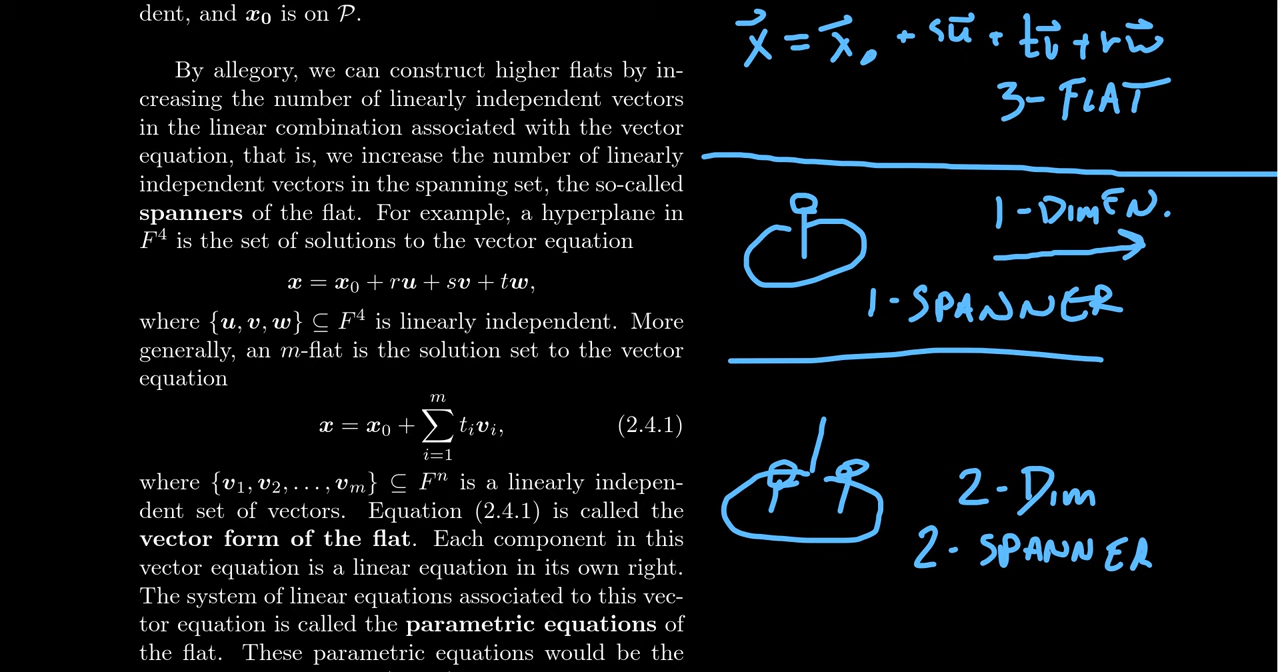 dent, and x₀ is on 𝒫.
By allegory, we can construct higher flats by in-
creasing the number of linearly independent vectors
in the linear combination associated with the vector
equation, that is, we increase the number of linearly
independent vectors in the spanning set, the so-called
spanners of the flat. For example, a hyperplane in
F⁴ is the set of solutions to the vector equation
x = x₀ + ru + sv + tw,
where {u, v, w} ⊆ F⁴ is linearly independent. More
generally, an m-flat is the solution set to the vector
equation
x = x₀ + ∑_{i=1}^{m} tᵢvᵢ, (2.4.1)
where {v₁, v₂, . . . , vₘ} ⊆ Fⁿ is a linearly indepen-
dent set of vectors. Equation (2.4.1) is called the
vector form of the flat. Each component in this
vector equation is a linear equation in its own right.
The system of linear equations associated to this vec-
tor equation is called the parametric equations of
the flat. These parametric equations would be the
x⃗ = x⃗₀ + su⃗ + tv⃗ + rw⃗
3-FLAT
1-DIMEN.
1-SPANNER
2-DIM
2-SPANNER